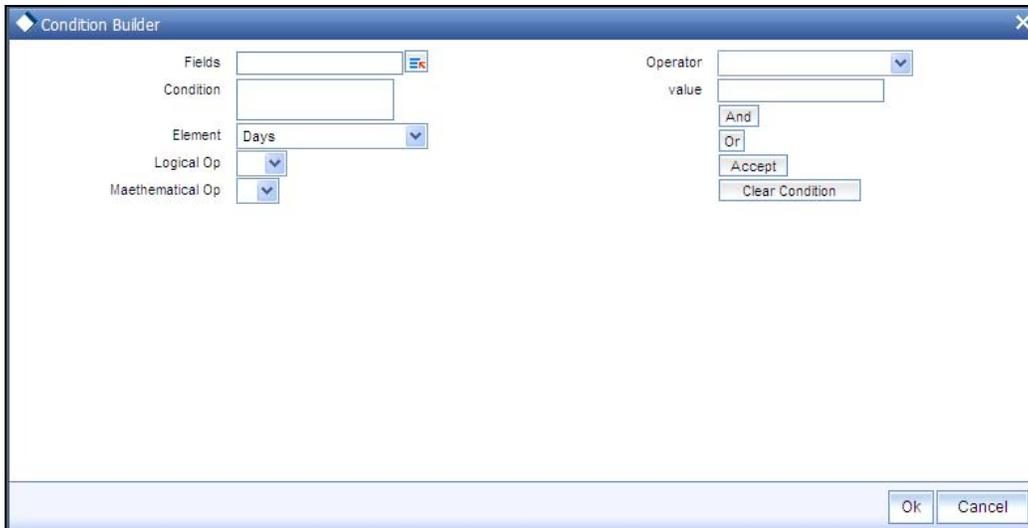 Condition Builder
Fields
Condition
Element Days
Logical Op
Maethematical Op
Operator
value
And
Or
Accept
Clear Condition
Ok Cancel